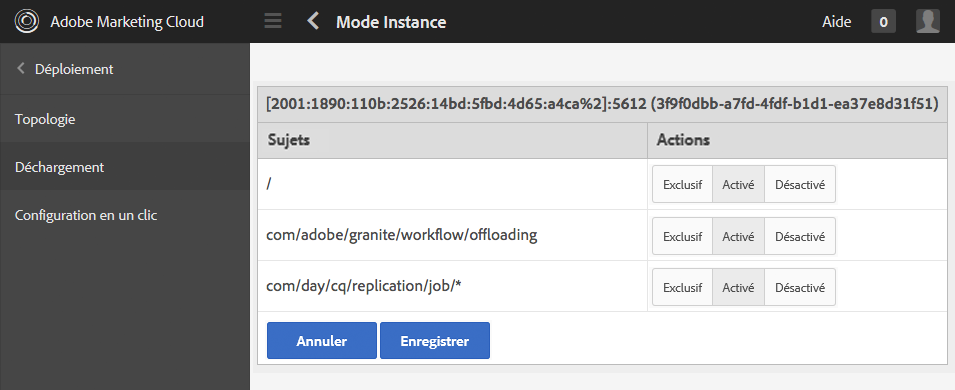 Adobe Marketing Cloud
Mode Instance
Aide
0
Déploiement
Topologie
Déchargement
Configuration en un clic
[2001:1890:110b:2526:14bd:5fbd:4d65:a4ca%2]:5612 (3f9f0dbb-a7fd-4fdf-b1d1-ea37e8d31f51)
Sujets Actions
/ Exclusif Activé Désactivé
com/adobe/granite/workflow/offloading Exclusif Activé Désactivé
com/day/cq/replication/job/* Exclusif Activé Désactivé
Annuler Enregistrer